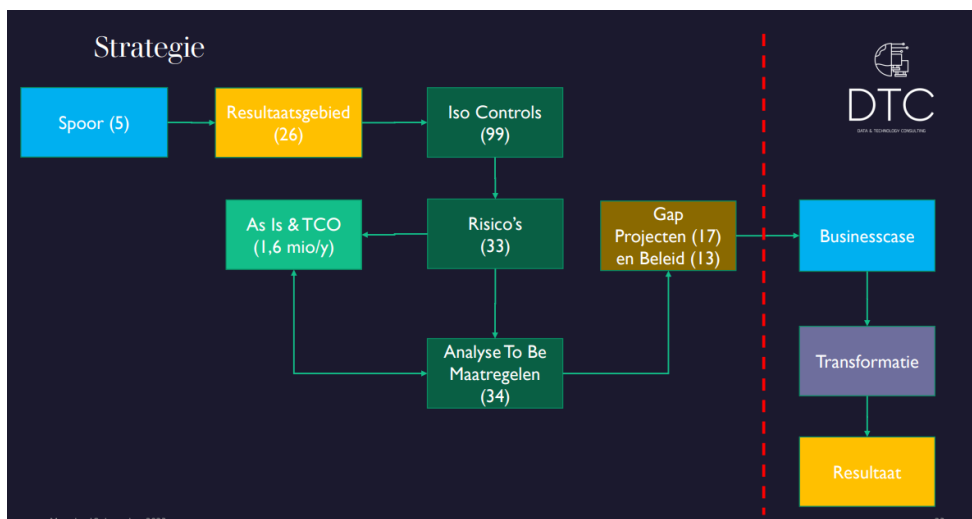 Strategie
DTC
DATA & TECHNOLOGY CONSULTING
Spoor (5)
Resultaatsgebied
(26)
Iso Controls
(99)
As Is & TCO
(1,6 mio/y)
Risico's
(33)
Gap
Projecten (17)
en Beleid (13)
Businesscase
Analyse To Be
Maatregelen
(34)
Transformatie
Resultaat